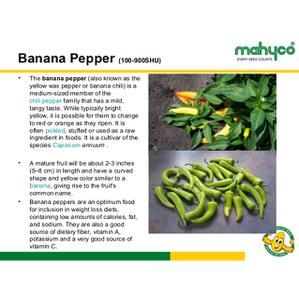 mahyco
EVERY SEED COUNTS
Banana Pepper (100-900SHU)
• The banana pepper (also known as the
yellow wax pepper or banana chili) is a
medium-sized member of the
chili pepper family that has a mild,
tangy taste. While typically bright
yellow, it is possible for them to change
to red or orange as they ripen. It is
often pickled, stuffed or used as a raw
ingredient in foods. It is a cultivar of the
species Capsicum annuum .
• A mature fruit will be about 2-3 inches
(5–8 cm) in length and have a curved
shape and yellow color similar to a
banana, giving rise to the fruit's
common name.
• Banana peppers are an optimum food
for inclusion in weight loss diets,
containing low amounts of calories, fat,
and sodium. They are also a good
source of dietary fiber, vitamin A,
potassium and a very good source of
vitamin C.